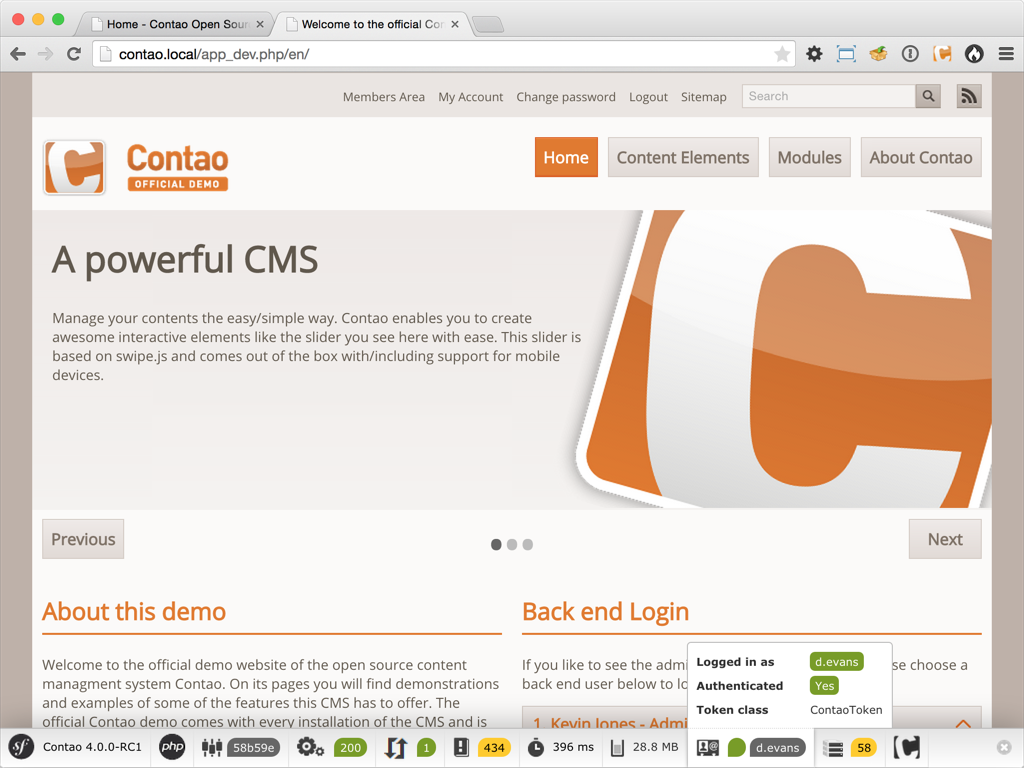 Home - Contao Open Sour
Welcome to the official Con
contao.local/app_dev.php/en/
Members Area My Account Change password Logout Sitemap Search
Contao
OFFICIAL DEMO
Home Content Elements Modules About Contao
A powerful CMS
Manage your contents the easy/simple way. Contao enables you to create
awesome interactive elements like the slider you see here with ease. This slider is
based on swipe.js and comes out of the box with/including support for mobile
devices.
Previous Next
About this demo
Welcome to the official demo website of the open source content
managment system Contao. On its pages you will find demonstrations
and examples of some of the features this CMS has to offer. The
official Contao demo comes with every installation of the CMS and is
Back end Login
If you like to see the admi se choose a
back end user below to lo
1. Kevin Jones - Admi
Logged in as d.evans
Authenticated Yes
Token class ContaoToken
Contao 4.0.0-RC1 php 58b59e 200 1 434 396 ms 28.8 MB d.evans 58